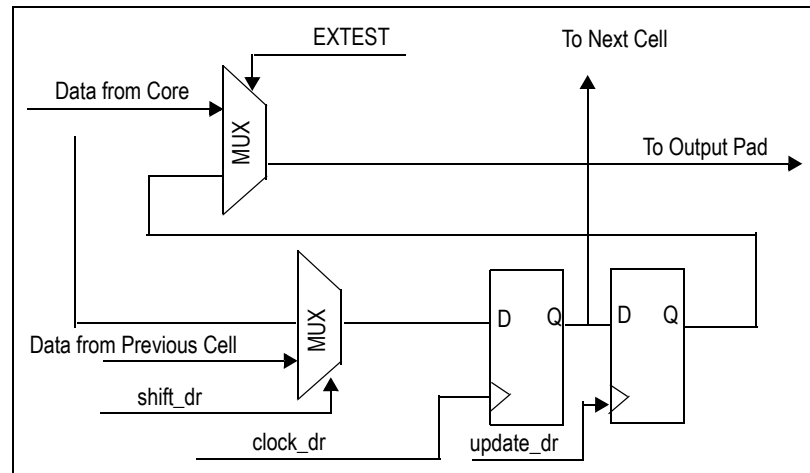 EXTEST
To Next Cell
Data from Core
MUX
To Output Pad
MUX
D Q
D Q
Data from Previous Cell
shift_dr
clock_dr
update_dr